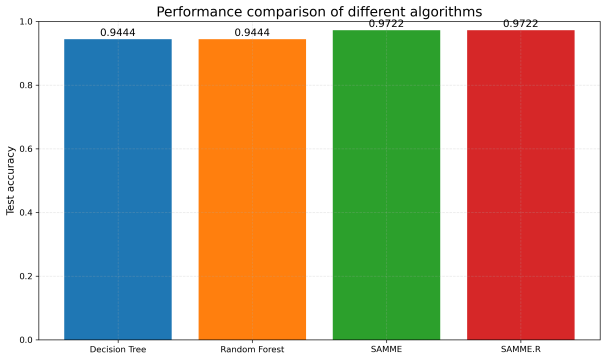 Performance comparison of different algorithms
1.0
0.9444 0.9444 0.9722 0.9722
0.8
0.6
Test accuracy
0.4
0.2
0.0
Decision Tree Random Forest SAMME SAMME.R